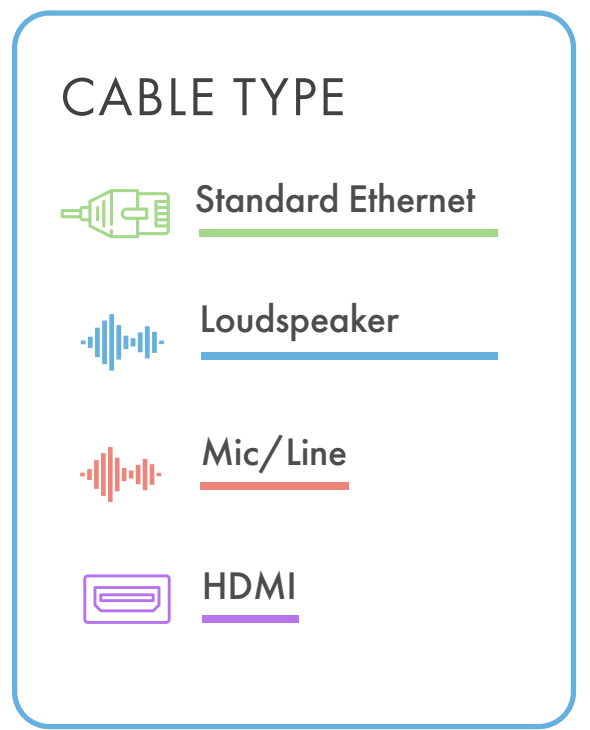 CABLE TYPE
Standard Ethernet
Loudspeaker
Mic/Line
HDMI